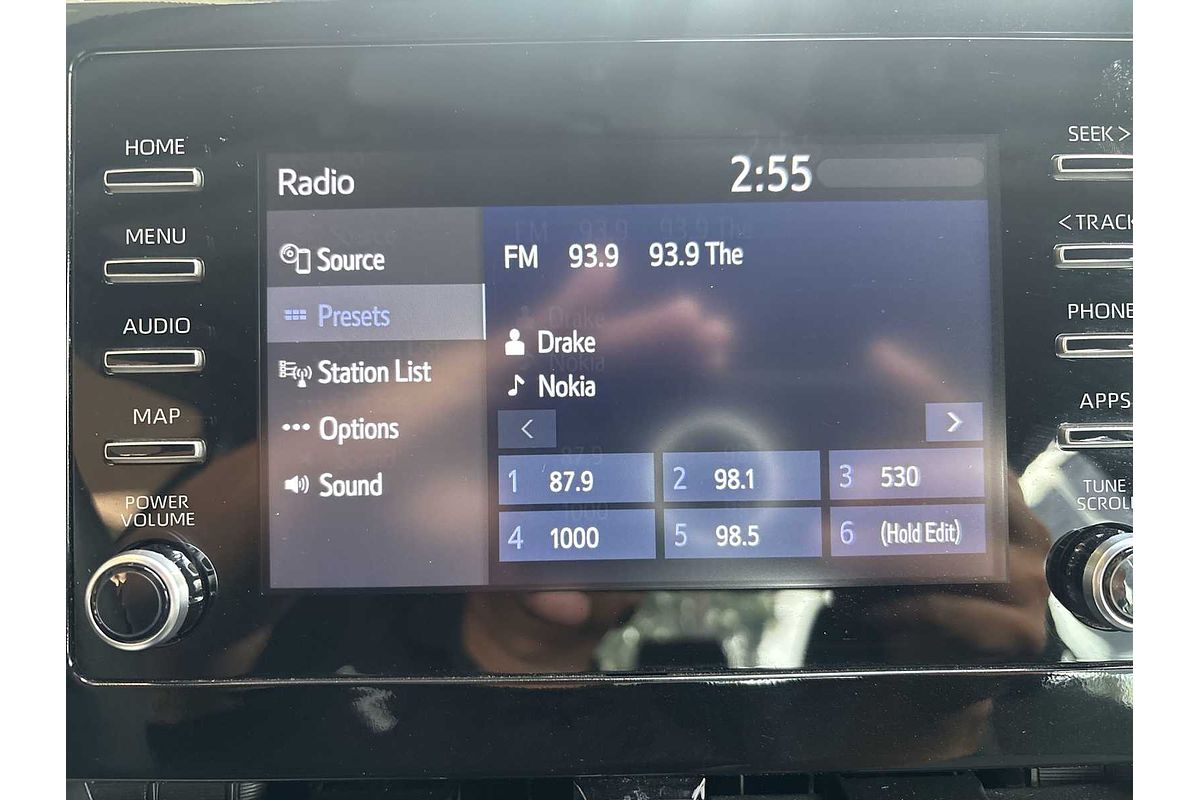 HOME
MENU
AUDIO
MAP
POWER
VOLUME
Radio 2:55
Source
Presets
Station List
Options
Sound
FM 93.9 93.9 The
Drake
Nokia
< >
1 87.9 2 98.1 3 530
4 1000 5 98.5 6 (Hold Edit)
SEEK >
< TRACK
PHONE
APPS
TUNE
SCROLL